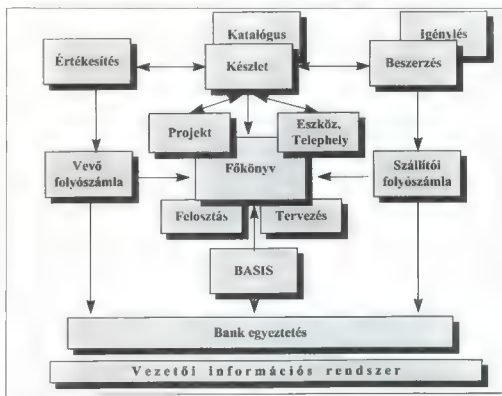 Katalógus
Igénylés
Értékesítés
Készlet
Beszerzés
Projekt
Eszköz,
Telephely
Vevő
folyószámla
Főkönyv
Szállítói
folyószámla
Felosztás
Tervezés
BASIS
Bank egyeztetés
Vezetői információs rendszer